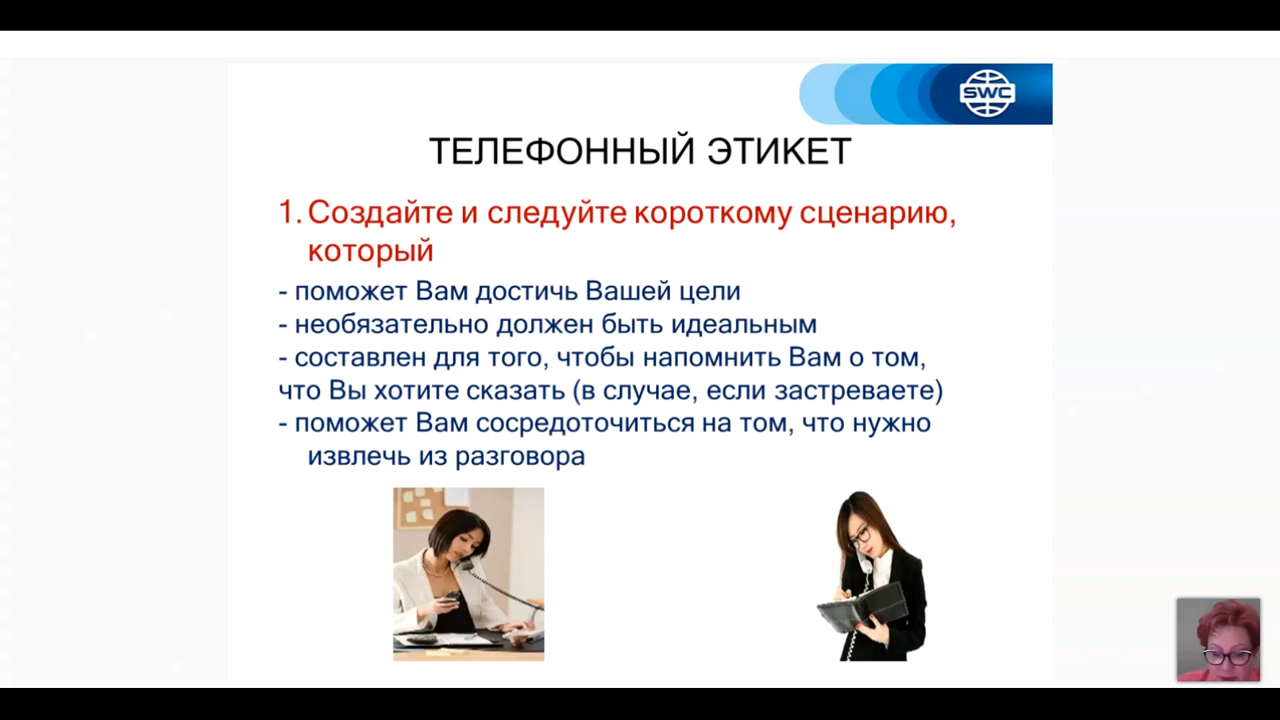 SWC
ТЕЛЕФОННЫЙ ЭТИКЕТ
1. Создайте и следуйте короткому сценарию,
который
- поможет Вам достичь Вашей цели
- необязательно должен быть идеальным
- составлен для того, чтобы напомнить Вам о том,
что Вы хотите сказать (в случае, если застреваете)
- поможет Вам сосредоточиться на том, что нужно
извлечь из разговора